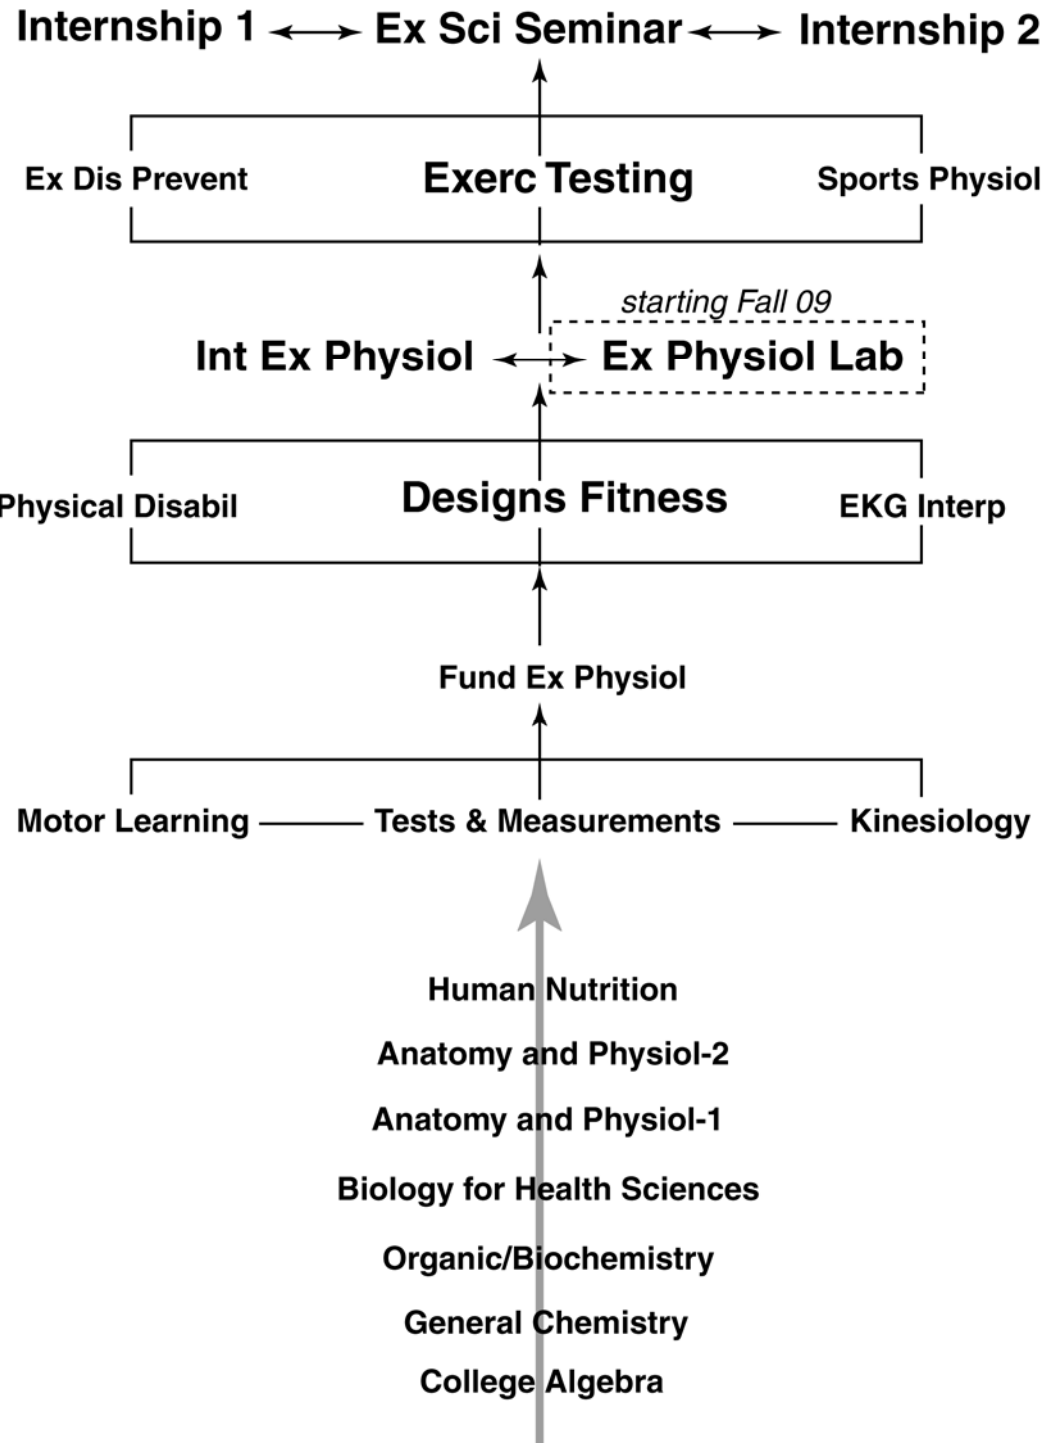 Internship 1 Ex Sci Seminar Internship 2
Ex Dis Prevent Exerc Testing Sports Physiol
starting Fall 09
Int Ex Physiol Ex Physiol Lab
Physical Disabil Designs Fitness EKG Interp
Fund Ex Physiol
Motor Learning Tests & Measurements Kinesiology
Human Nutrition
Anatomy and Physiol-2
Anatomy and Physiol-1
Biology for Health Sciences
Organic/Biochemistry
General Chemistry
College Algebra